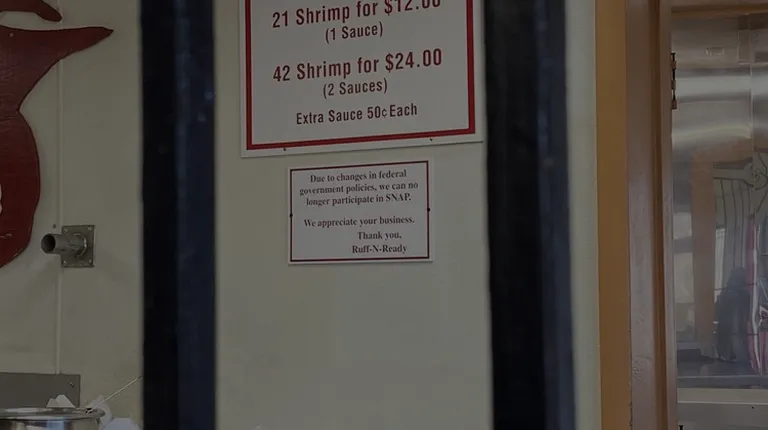 21 Shrimp for $12.00
(1 Sauce)
42 Shrimp for $24.00
(2 Sauces)
Extra Sauce 50¢ Each
Due to changes in federal
government policies, we can no
longer participate in SNAP.
We appreciate your business.
Thank you,
Ruff-N-Ready